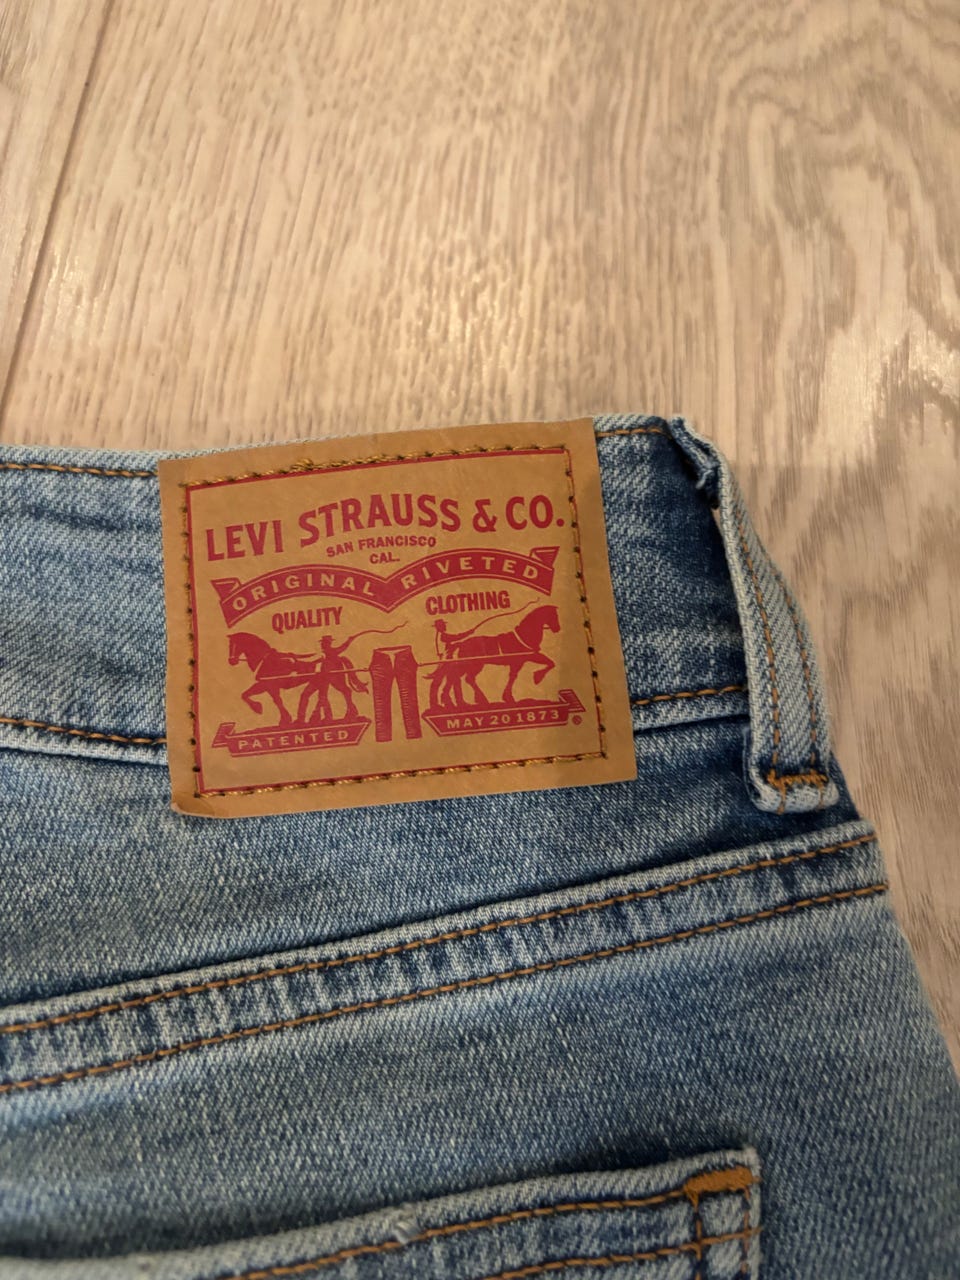 LEVI STRAUSS & CO.
SAN FRANCISCO
CAL.
ORIGINAL RIVETED
QUALITY CLOTHING
PATENTED MAY 20 1873 ®